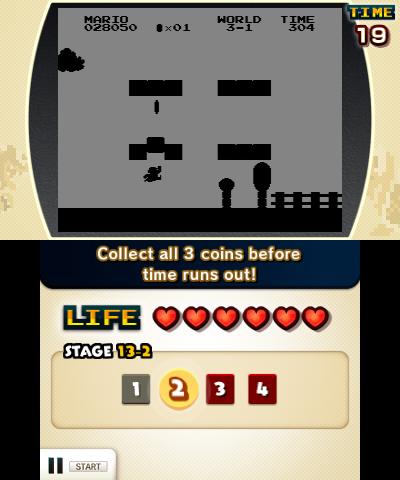 MARIO WORLD TIME
028050 ×01 3-1 304
TIME
19
Collect all 3 coins before
time runs out!
LIFE
STAGE 13-2
1 2 3 4
START